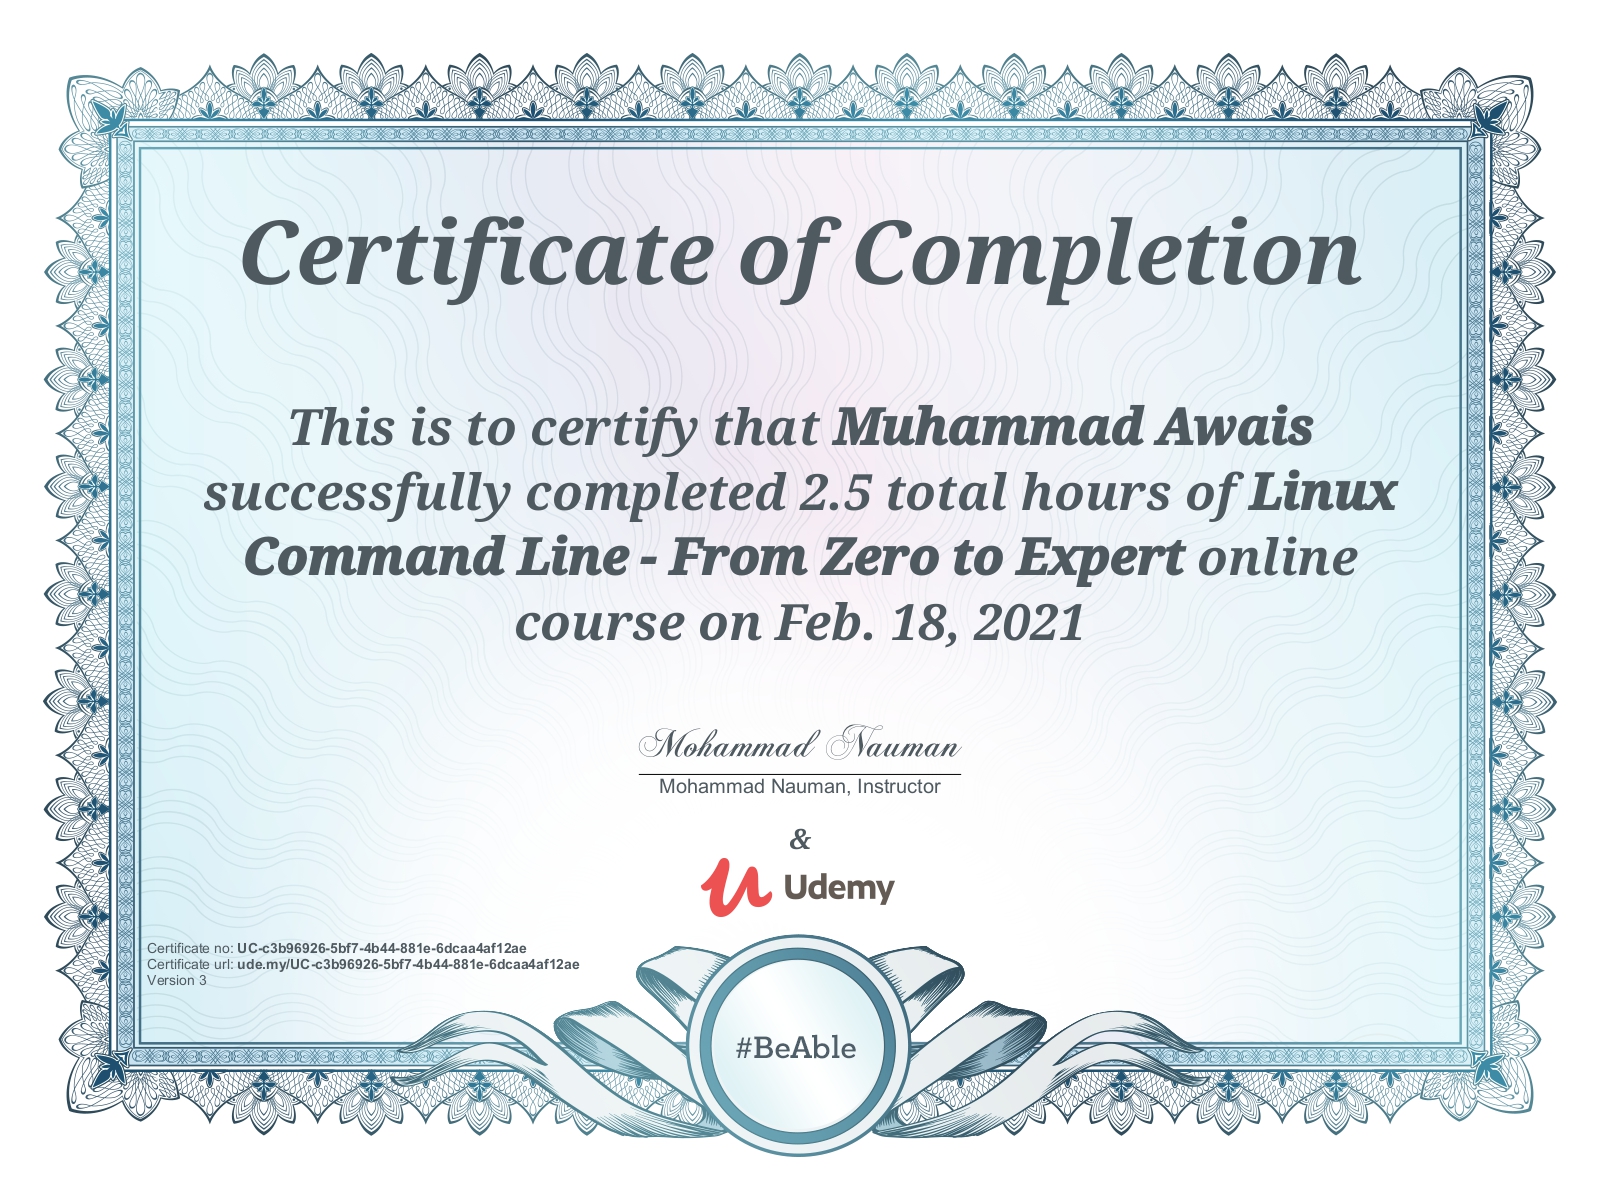 Certificate of Completion
This is to certify that Muhammad Awais
successfully completed 2.5 total hours of Linux
Command Line - From Zero to Expert online
course on Feb. 18, 2021
Mohammad Nauman
Mohammad Nauman, Instructor
&
Udemy
Certificate no: UC-c3b96926-5bf7-4b44-881e-6dcaa4af12ae
Certificate url: ude.my/UC-c3b96926-5bf7-4b44-881e-6dcaa4af12ae
Version 3
#BeAble